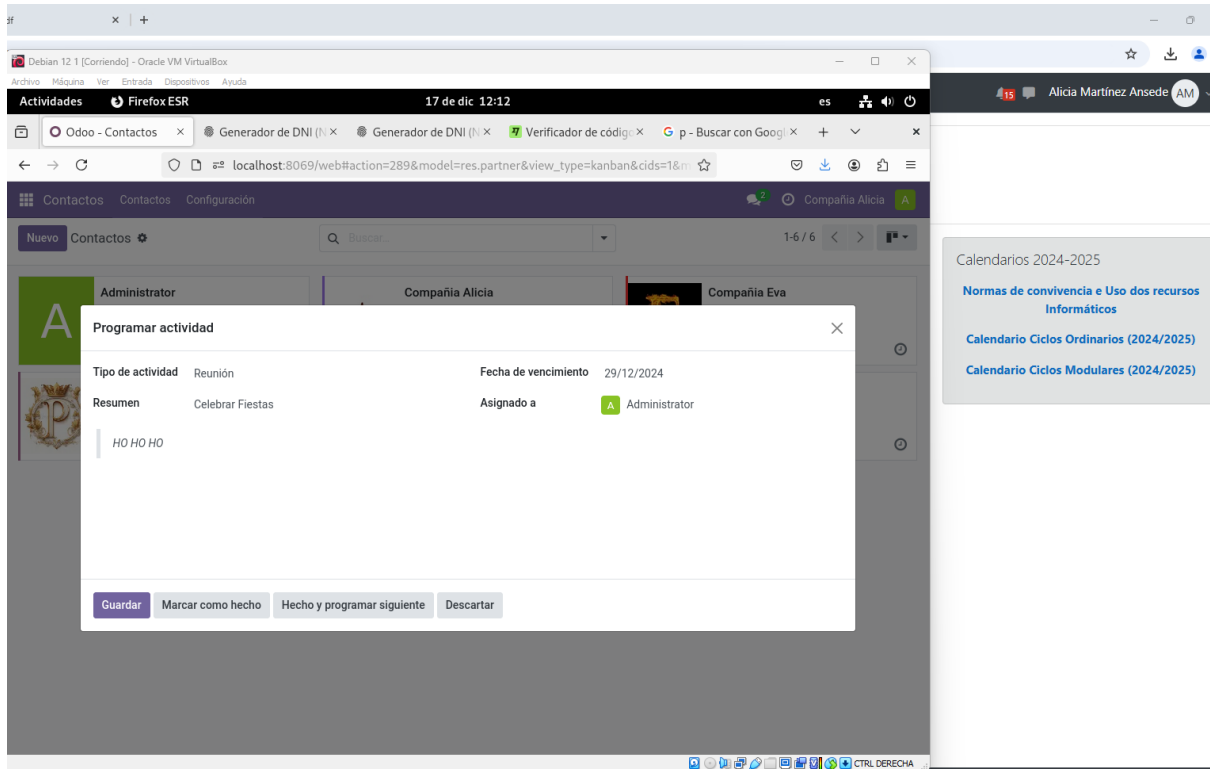 df
Debian 12 1 [Corriendo] - Oracle VM VirtualBox
Archivo Máquina Ver Entrada Dispositivos Ayuda
Actividades Firefox ESR 17 de dic 12:12 es
15 Alicia Martínez Ansede AM
Odoo - Contactos Generador de DNI (N Generador de DNI (N Verificador de códig p - Buscar con Googl
localhost:8069/web#action=289&model=res.partner&view_type=kanban&cids=1&m
Contactos Contactos Configuración 2 Compañia Alicia A
Nuevo Contactos Buscar... 1-6 / 6
Calendarios 2024-2025
Normas de convivencia e Uso dos recursos
Informáticos
Calendario Ciclos Ordinarios (2024/2025)
Calendario Ciclos Modulares (2024/2025)
A Administrator Compañia Alicia Compañia Eva
P
Programar actividad
Tipo de actividad Reunión Fecha de vencimiento 29/12/2024
Resumen Celebrar Fiestas Asignado a A Administrator
HO HO HO
Guardar Marcar como hecho Hecho y programar siguiente Descartar
CTRL DERECHA